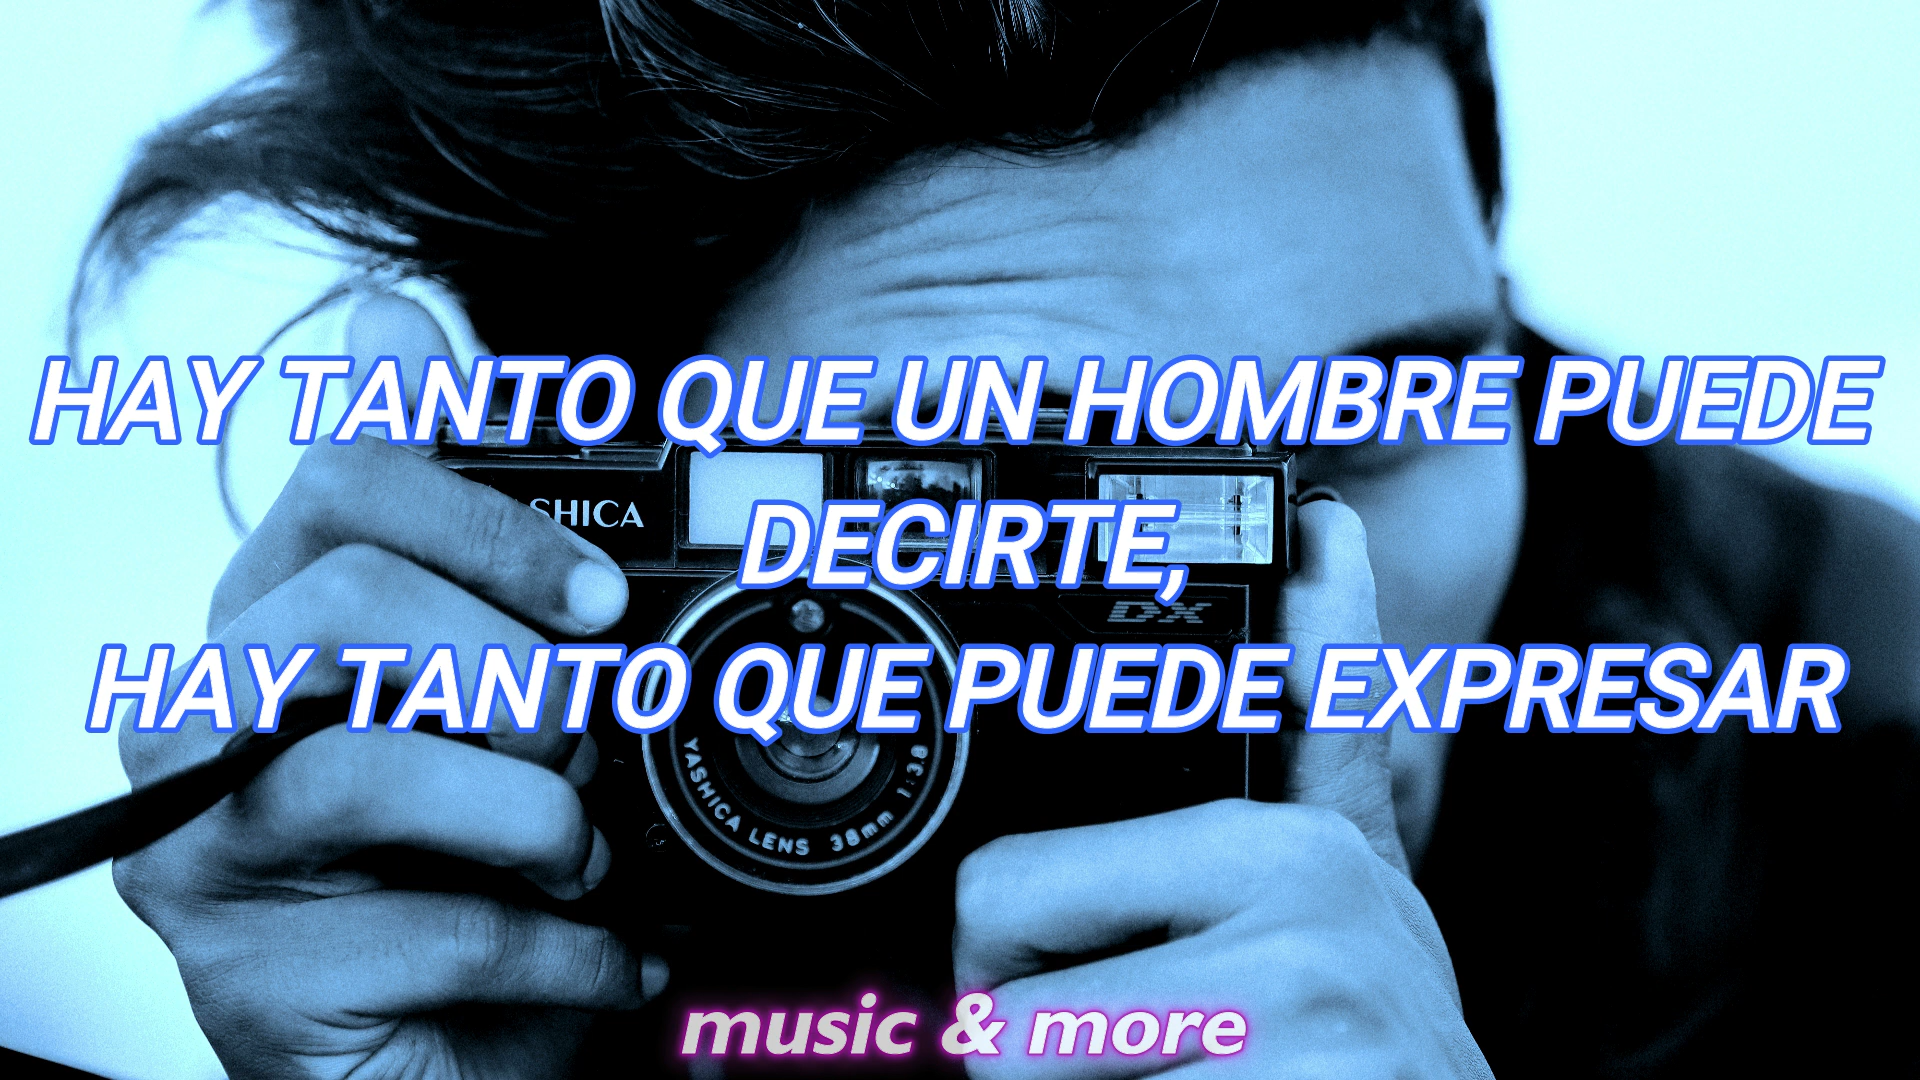 HAY TANTO QUE UN HOMBRE PUEDE
DECIRTE,
HAY TANTO QUE PUEDE EXPRESAR
SHICA
DX
YASHICA LENS 38mm 1:3.8
music & more